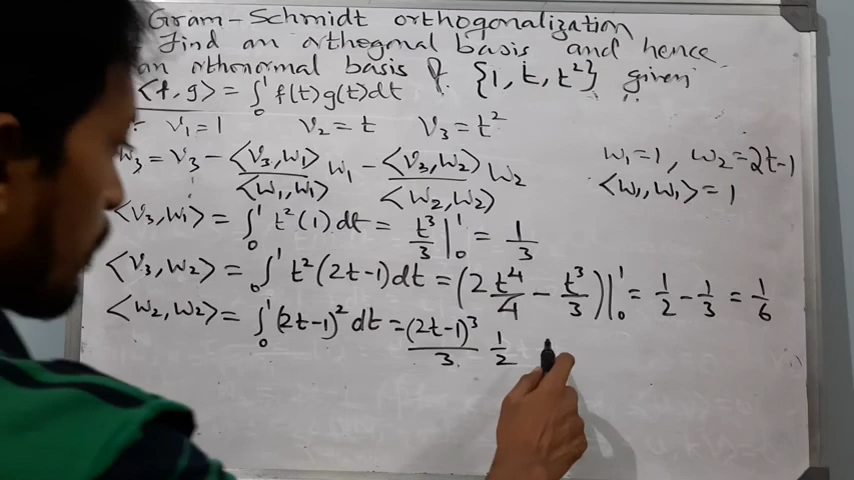 Gram-Schmidt orthogonalization
Find an orthogonal basis and hence
an orthonormal basis of {1, t, t²} given
<f, g> = ∫₀¹ f(t)g(t)dt
v₁=1 v₂=t v₃=t²
w₃ = v₃ - <v₃,w₁>/<w₁,w₁> w₁ - <v₃,w₂>/<w₂,w₂> w₂ w₁=1, w₂=2t-1
<w₁,w₁>=1
<v₃,w₁> = ∫₀¹ t²(1)dt = t³/3 |₀¹ = 1/3
<v₃,w₂> = ∫₀¹ t²(2t-1)dt = (2 t⁴/4 - t³/3)|₀¹ = 1/2 - 1/3 = 1/6
<w₂,w₂> = ∫₀¹ (2t-1)² dt = (2t-1)³/3 1/2